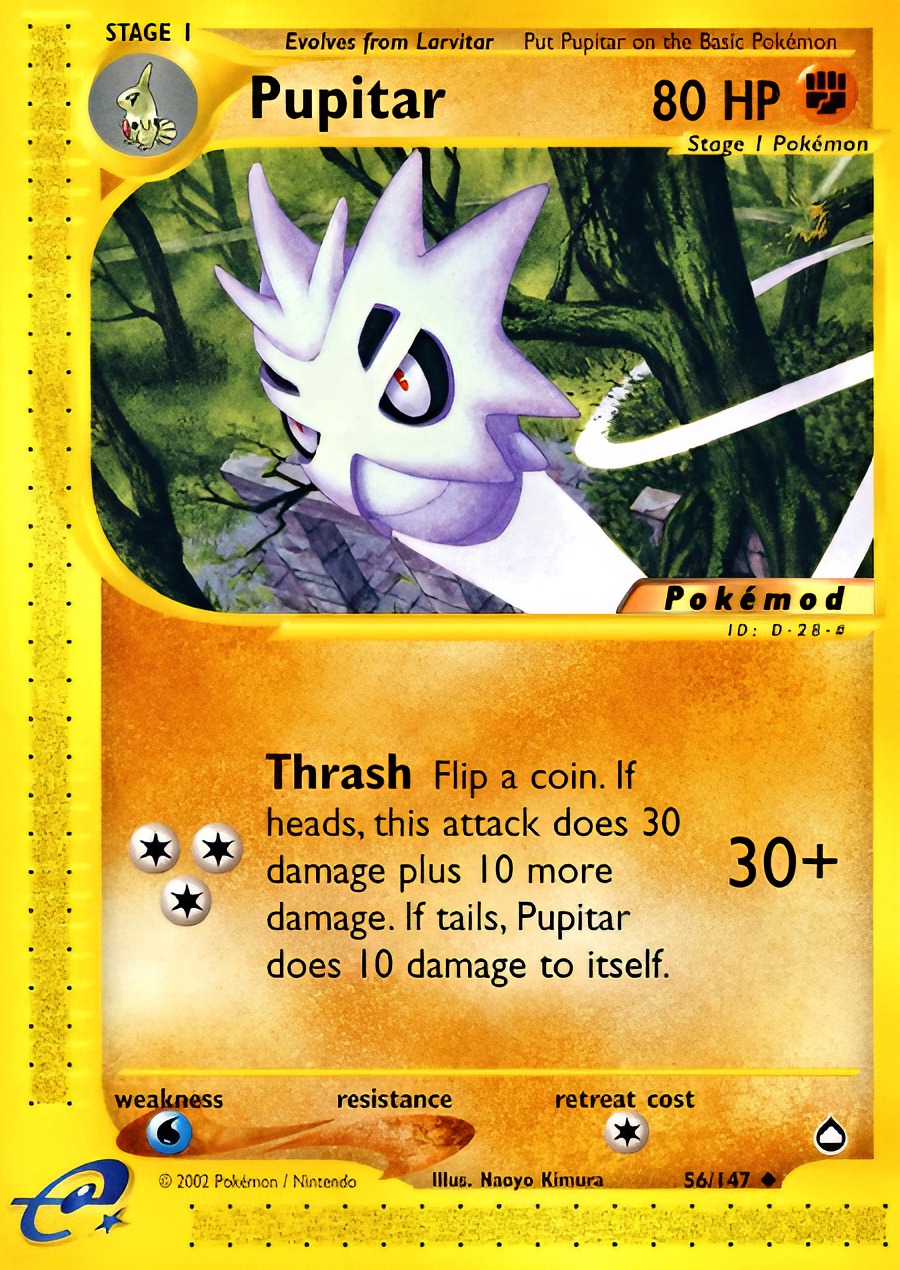 STAGE 1
Evolves from Larvitar Put Pupitar on the Basic Pokémon
Pupitar 80 HP
Stage 1 Pokémon
Pokémod
ID: D-28-#
Thrash Flip a coin. If
heads, this attack does 30
damage plus 10 more
damage. If tails, Pupitar
does 10 damage to itself.
30+
weakness resistance retreat cost
© 2002 Pokémon / Nintendo Illus. Naoyo Kimura 56/147
e